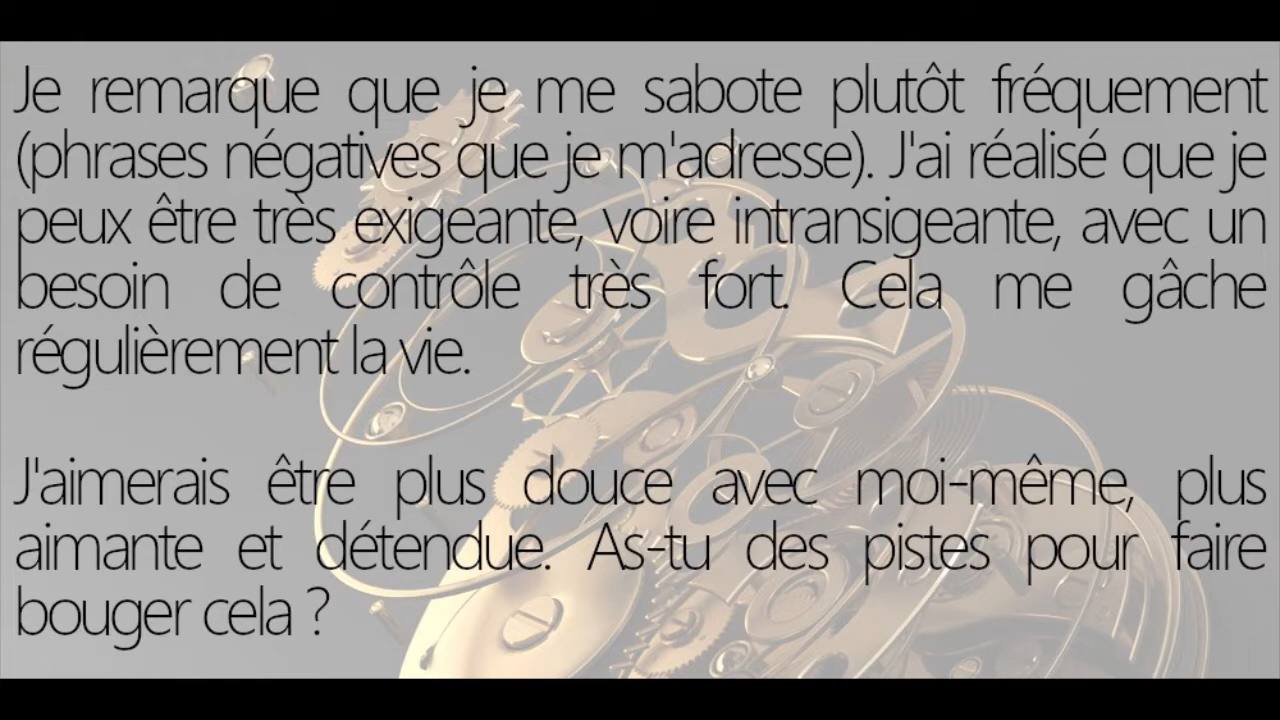 Je remarque que je me sabote plutôt fréquement
(phrases négatives que je m'adresse). J'ai réalisé que je
peux être très exigeante, voire intransigeante, avec un
besoin de contrôle très fort. Cela me gâche
régulièrement la vie.
J'aimerais être plus douce avec moi-même, plus
aimante et détendue. As-tu des pistes pour faire
bouger cela ?